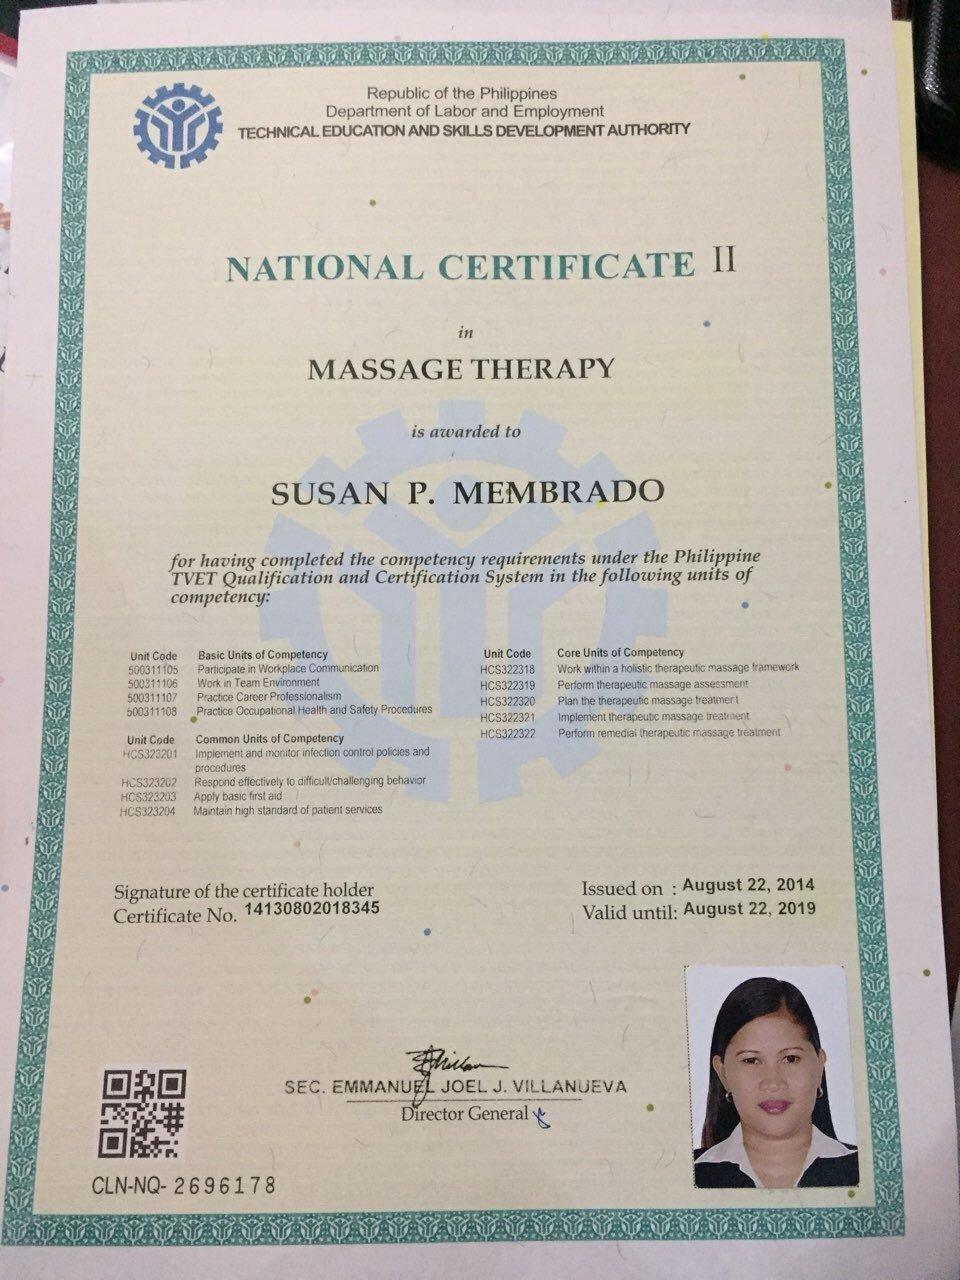 Republic of the Philippines
Department of Labor and Employment
TECHNICAL EDUCATION AND SKILLS DEVELOPMENT AUTHORITY
NATIONAL CERTIFICATE II
in
MASSAGE THERAPY
is awarded to
SUSAN P. MEMBRADO
for having completed the competency requirements under the Philippine
TVET Qualification and Certification System in the following units of
competency:
Unit Code Basic Units of Competency
500311105 Participate in Workplace Communication
500311106 Work in Team Environment
500311107 Practice Career Professionalism
500311108 Practice Occupational Health and Safety Procedures
Unit Code Common Units of Competency
HCS323201 Implement and monitor infection control policies and
procedures
HCS323202 Respond effectively to difficult/challenging behavior
HCS323203 Apply basic first aid
HCS323204 Maintain high standard of patient services
Unit Code Core Units of Competency
HCS322318 Work within a holistic therapeutic massage framework
HCS322319 Perform therapeutic massage assessment
HCS322320 Plan the therapeutic massage treatment
HCS322321 Implement therapeutic massage treatment
HCS322322 Perform remedial therapeutic massage treatment
Signature of the certificate holder
Certificate No. 14130802018345
Issued on : August 22, 2014
Valid until: August 22, 2019
SEC. EMMANUEL JOEL J. VILLANUEVA
Director General
CLN-NQ- 2696178